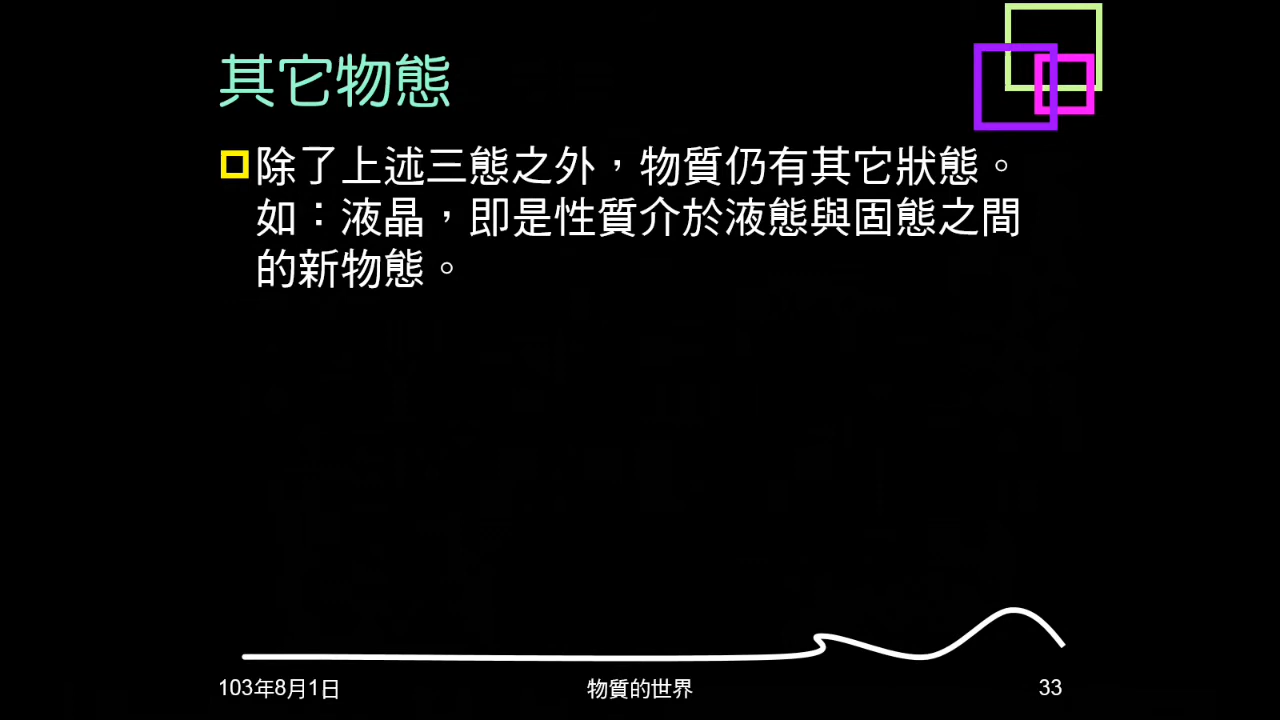 其它物態
除了上述三態之外，物質仍有其它狀態。
如：液晶，即是性質介於液態與固態之間
的新物態。
103年8月1日
物質的世界
33